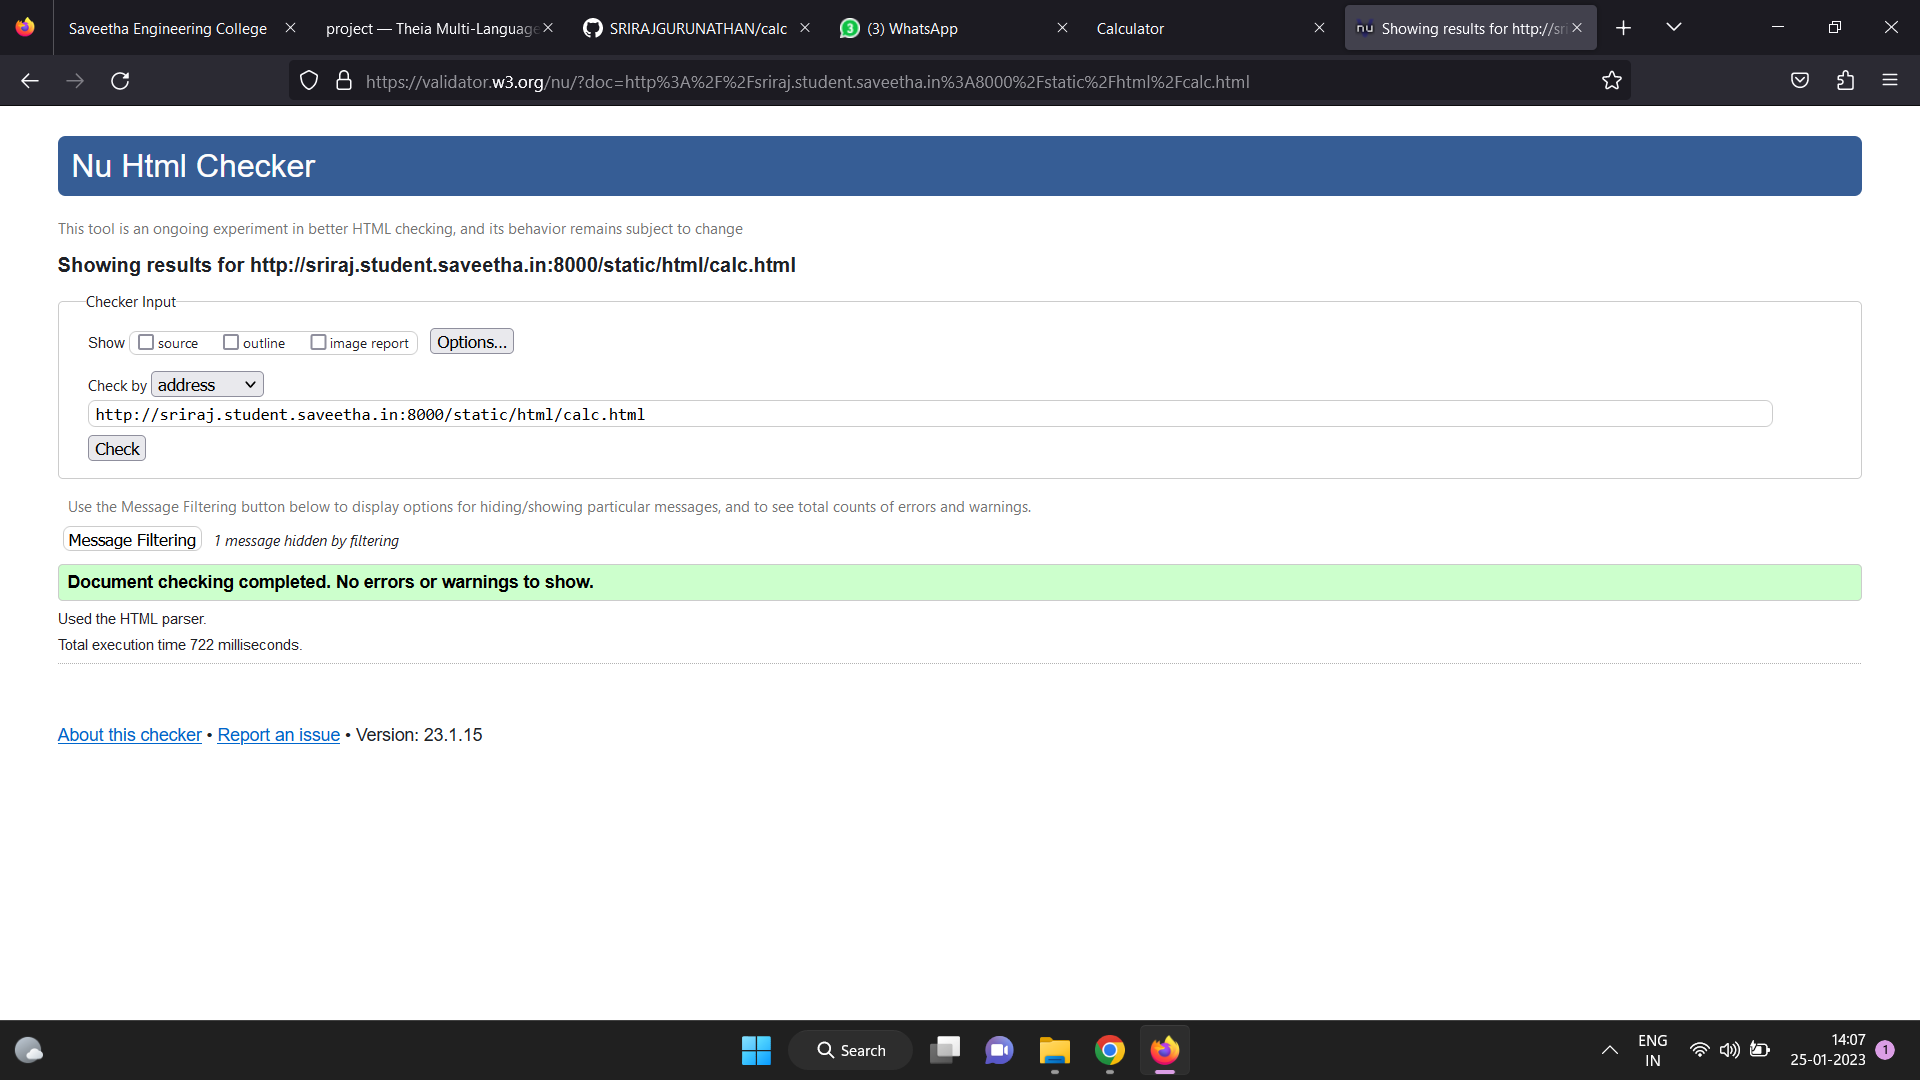 Saveetha Engineering College
project — Theia Multi-Language
SRIRAJGURUNATHAN/calc
3
(3) WhatsApp
Calculator
nu
Showing results for http://sri
https://validator.w3.org/nu/?doc=http%3A%2F%2Fsriraj.student.saveetha.in%3A8000%2Fstatic%2Fhtml%2Fcalc.html
Nu Html Checker
This tool is an ongoing experiment in better HTML checking, and its behavior remains subject to change
Showing results for http://sriraj.student.saveetha.in:8000/static/html/calc.html
Checker Input
Show source outline image report Options...
Check by address
http://sriraj.student.saveetha.in:8000/static/html/calc.html
Check
Use the Message Filtering button below to display options for hiding/showing particular messages, and to see total counts of errors and warnings.
Message Filtering 1 message hidden by filtering
Document checking completed. No errors or warnings to show.
Used the HTML parser.
Total execution time 722 milliseconds.
About this checker • Report an issue • Version: 23.1.15
Search
ENG
IN
14:07
25-01-2023
1